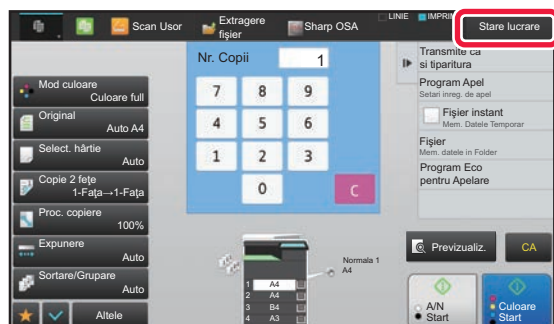 Scan Usor
Extragere
fișier
Sharp OSA
LINIE
IMPRIM
Stare lucrare
Nr. Copii
1
7 8 9
4 5 6
1 2 3
0
C
Mod culoare
Culoare full
Original
Auto A4
Select. hârtie
Auto
Copie 2 fețe
1-Fața→1-Fața
Proc. copiere
100%
Expunere
Auto
Sortare/Grupare
Auto
Altele
Normala 1
A4
1 A4
2 A4
3 B4
4 A3
Transmite ca
si tiparitura
Program Apel
Setari inreg. de apel
Fișier instant
Mem. Datele Temporar
Fișier
Mem. datele in Folder
Program Eco
pentru Apelare
Previzualiz.
CA
A/N
Start
Culoare
Start